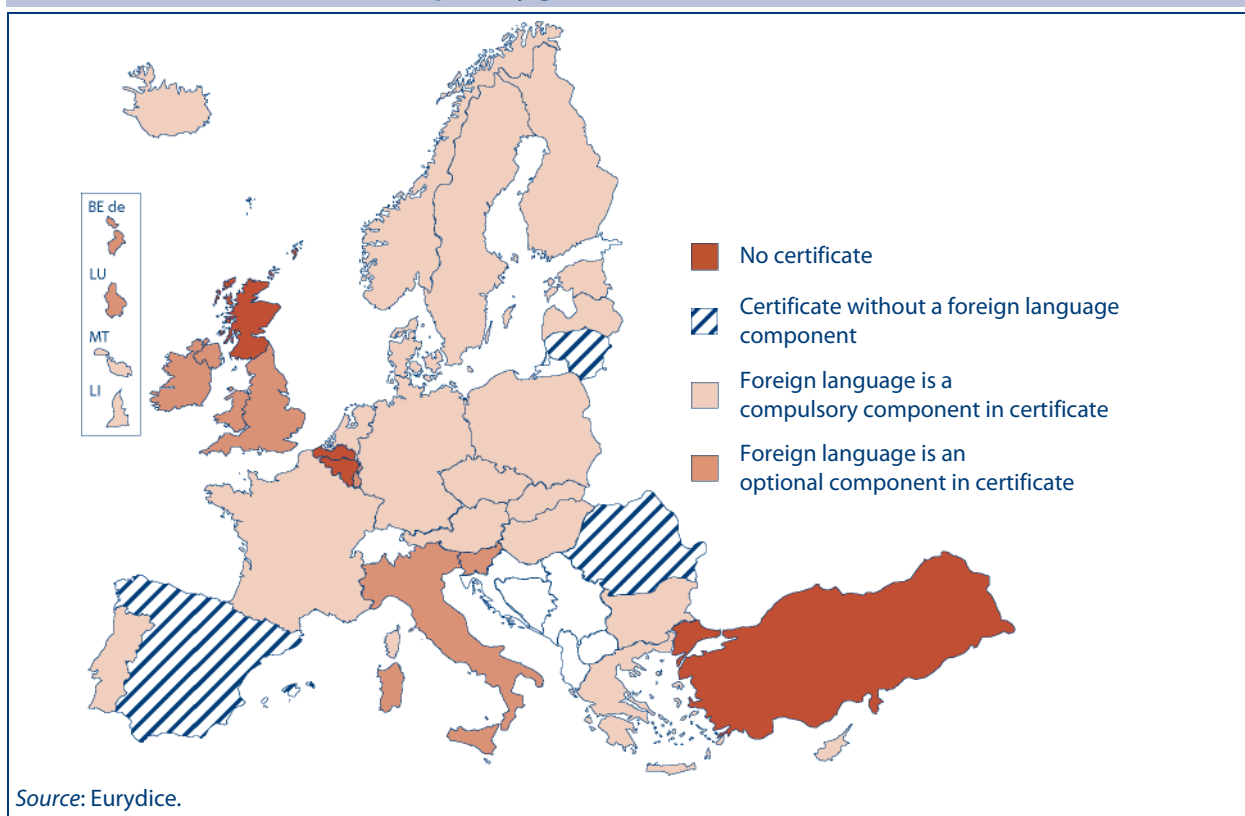 BE de
LU
MT
LI
No certificate
Certificate without a foreign language
component
Foreign language is a
compulsory component in certificate
Foreign language is an
optional component in certificate
Source: Eurydice.